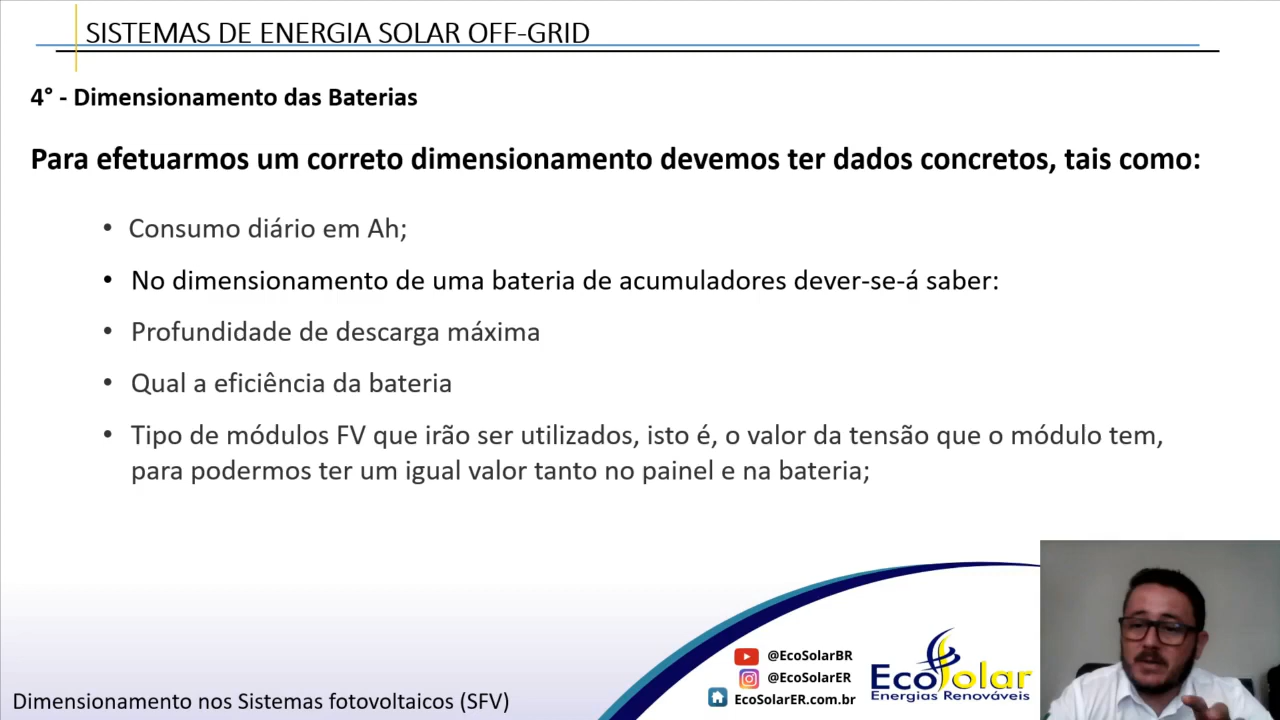 SISTEMAS DE ENERGIA SOLAR OFF-GRID
4° - Dimensionamento das Baterias
Para efetuarmos um correto dimensionamento devemos ter dados concretos, tais como:
• Consumo diário em Ah;
• No dimensionamento de uma bateria de acumuladores dever-se-á saber:
• Profundidade de descarga máxima
• Qual a eficiência da bateria
• Tipo de módulos FV que irão ser utilizados, isto é, o valor da tensão que o módulo tem,
para podermos ter um igual valor tanto no painel e na bateria;
@EcoSolarBR
@EcoSolarER
EcoSolarER.com.br
EcoSolar
Energias Renováveis
Dimensionamento nos Sistemas fotovoltaicos (SFV)